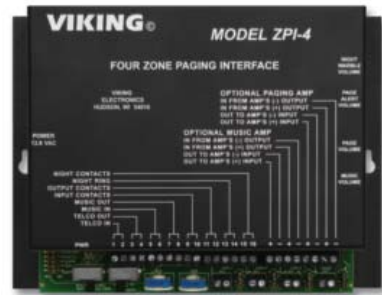 VIKING©
MODEL ZPI-4
FOUR ZONE PAGING INTERFACE
VIKING
ELECTRONICS
HUDSON, WI 54016
POWER
13.8 VAC
OPTIONAL PAGING AMP
IN FROM AMP'S (-) OUTPUT
IN FROM AMP'S (+) OUTPUT
OUT TO AMP'S (-) INPUT
OUT TO AMP'S (+) INPUT
OPTIONAL MUSIC AMP
IN FROM AMP'S (-) OUTPUT
IN FROM AMP'S (+) OUTPUT
OUT TO AMP'S (-) INPUT
OUT TO AMP'S (+) INPUT
NIGHT
VOLUME
PAGE
ALERT
VOLUME
PAGE
VOLUME
MUSIC
VOLUME
NIGHT CONTACTS
NIGHT RING
OUTPUT CONTACTS
INPUT CONTACTS
MUSIC OUT
MUSIC IN
TELCO OUT
TELCO IN
PWR
1 2 3 4 5 6 7 8 9 10 11 12 13 14 15 16